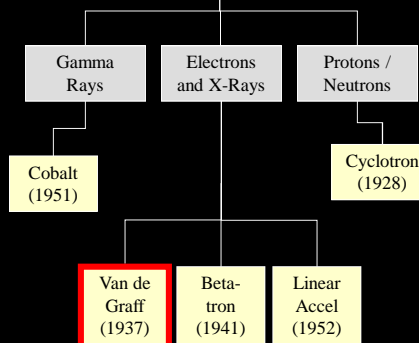 Gamma
Rays
Electrons
and X-Rays
Protons /
Neutrons
Cobalt
(1951)
Cyclotron
(1928)
Van de
Graff
(1937)
Beta-
tron
(1941)
Linear
Accel
(1952)